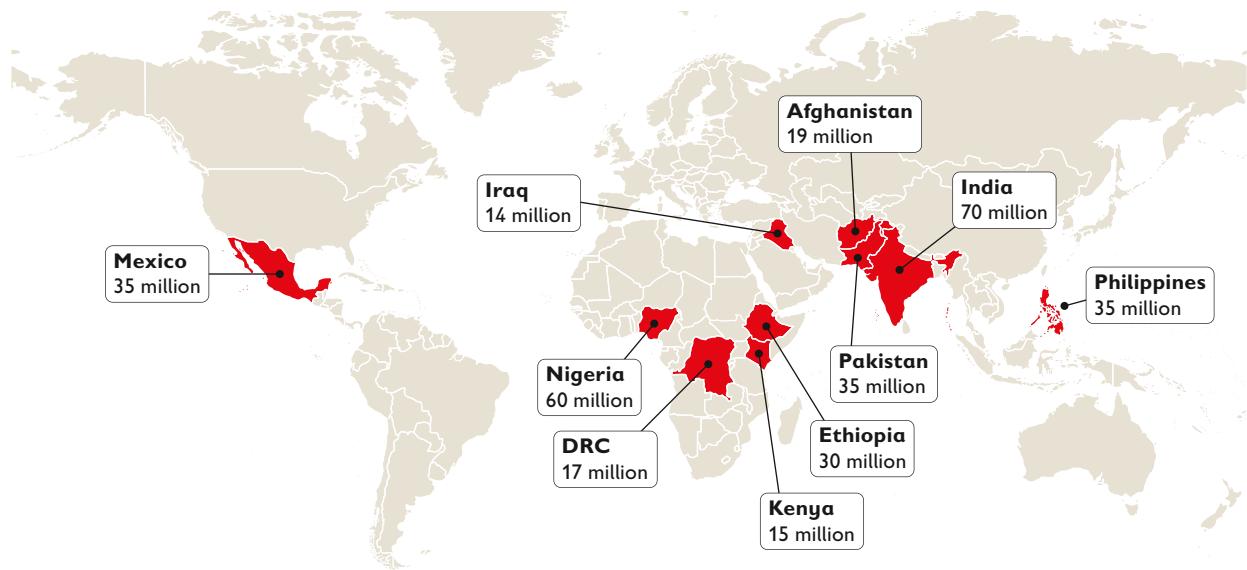 Afghanistan
19 million
India
70 million
Iraq
14 million
Mexico
35 million
Philippines
35 million
Pakistan
35 million
Nigeria
60 million
Ethiopia
30 million
DRC
17 million
Kenya
15 million